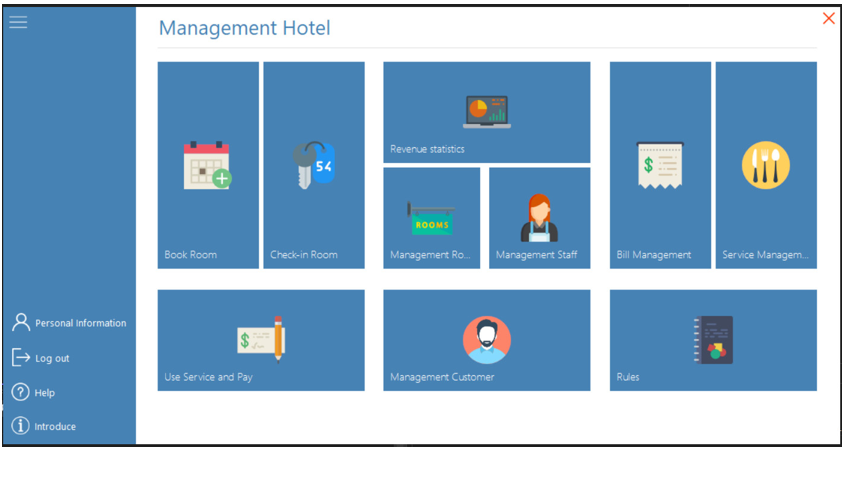 Management Hotel
54
Revenue statistics
ROOMS
Book Room
Check-in Room
Management Ro...
Management Staff
Bill Management
Service Managem...
Personal Information
Log out
Help
Introduce
$
$
Use Service and Pay
Management Customer
Rules